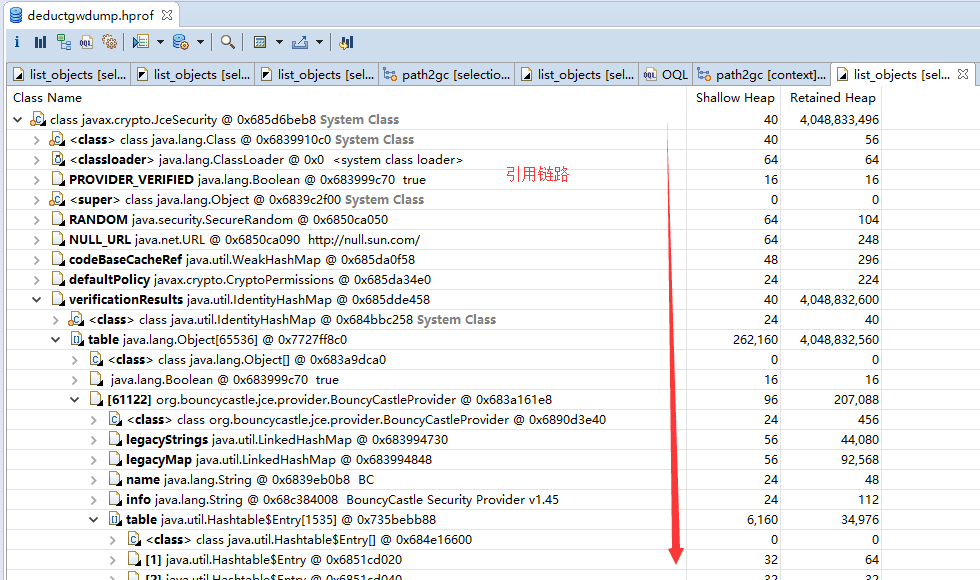 deductgwdump.hprof
list_objects [sel... list_objects [sel... list_objects [sel... path2gc [selectio... list_objects [sel... OQL path2gc [context]... list_objects [sel...
Class Name Shallow Heap Retained Heap
class javax.crypto.JceSecurity @ 0x685d6beb8 System Class 40 4,048,833,496
<class> class java.lang.Class @ 0x6839910c0 System Class 40 56
<classloader> java.lang.ClassLoader @ 0x0 <system class loader> 64 64
PROVIDER_VERIFIED java.lang.Boolean @ 0x683999c70 true 16 16
引用链路
<super> class java.lang.Object @ 0x6839c2f00 System Class 0 0
RANDOM java.security.SecureRandom @ 0x6850ca050 64 104
NULL_URL java.net.URL @ 0x6850ca090 http://null.sun.com/ 64 248
codeBaseCacheRef java.util.WeakHashMap @ 0x685da0f58 48 296
defaultPolicy javax.crypto.CryptoPermissions @ 0x685da34e0 24 224
verificationResults java.util.IdentityHashMap @ 0x685dde458 40 4,048,832,600
<class> class java.util.IdentityHashMap @ 0x684bbc258 System Class 24 40
table java.lang.Object[65536] @ 0x7727ff8c0 262,160 4,048,832,560
<class> class java.lang.Object[] @ 0x683a9dca0 0 0
java.lang.Boolean @ 0x683999c70 true 16 16
[61122] org.bouncycastle.jce.provider.BouncyCastleProvider @ 0x683a161e8 96 207,088
<class> class org.bouncycastle.jce.provider.BouncyCastleProvider @ 0x6890d3e40 24 456
legacyStrings java.util.LinkedHashMap @ 0x683994730 56 44,080
legacyMap java.util.LinkedHashMap @ 0x683994848 56 92,568
name java.lang.String @ 0x6839eb0b8 BC 24 48
info java.lang.String @ 0x68c384008 BouncyCastle Security Provider v1.45 24 112
table java.util.Hashtable$Entry[1535] @ 0x735bebb88 6,160 34,976
<class> class java.util.Hashtable$Entry[] @ 0x684e16600 0 0
[1] java.util.Hashtable$Entry @ 0x6851cd020 32 64
[2] java.util.Hashtable$Entry @ 0x6851cd040 32 32